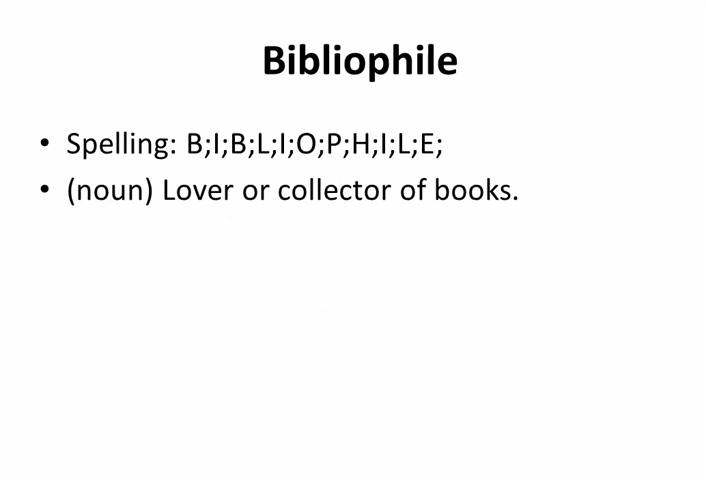 Bibliophile
• Spelling: B;I;B;L;I;O;P;H;I;L;E;
• (noun) Lover or collector of books.